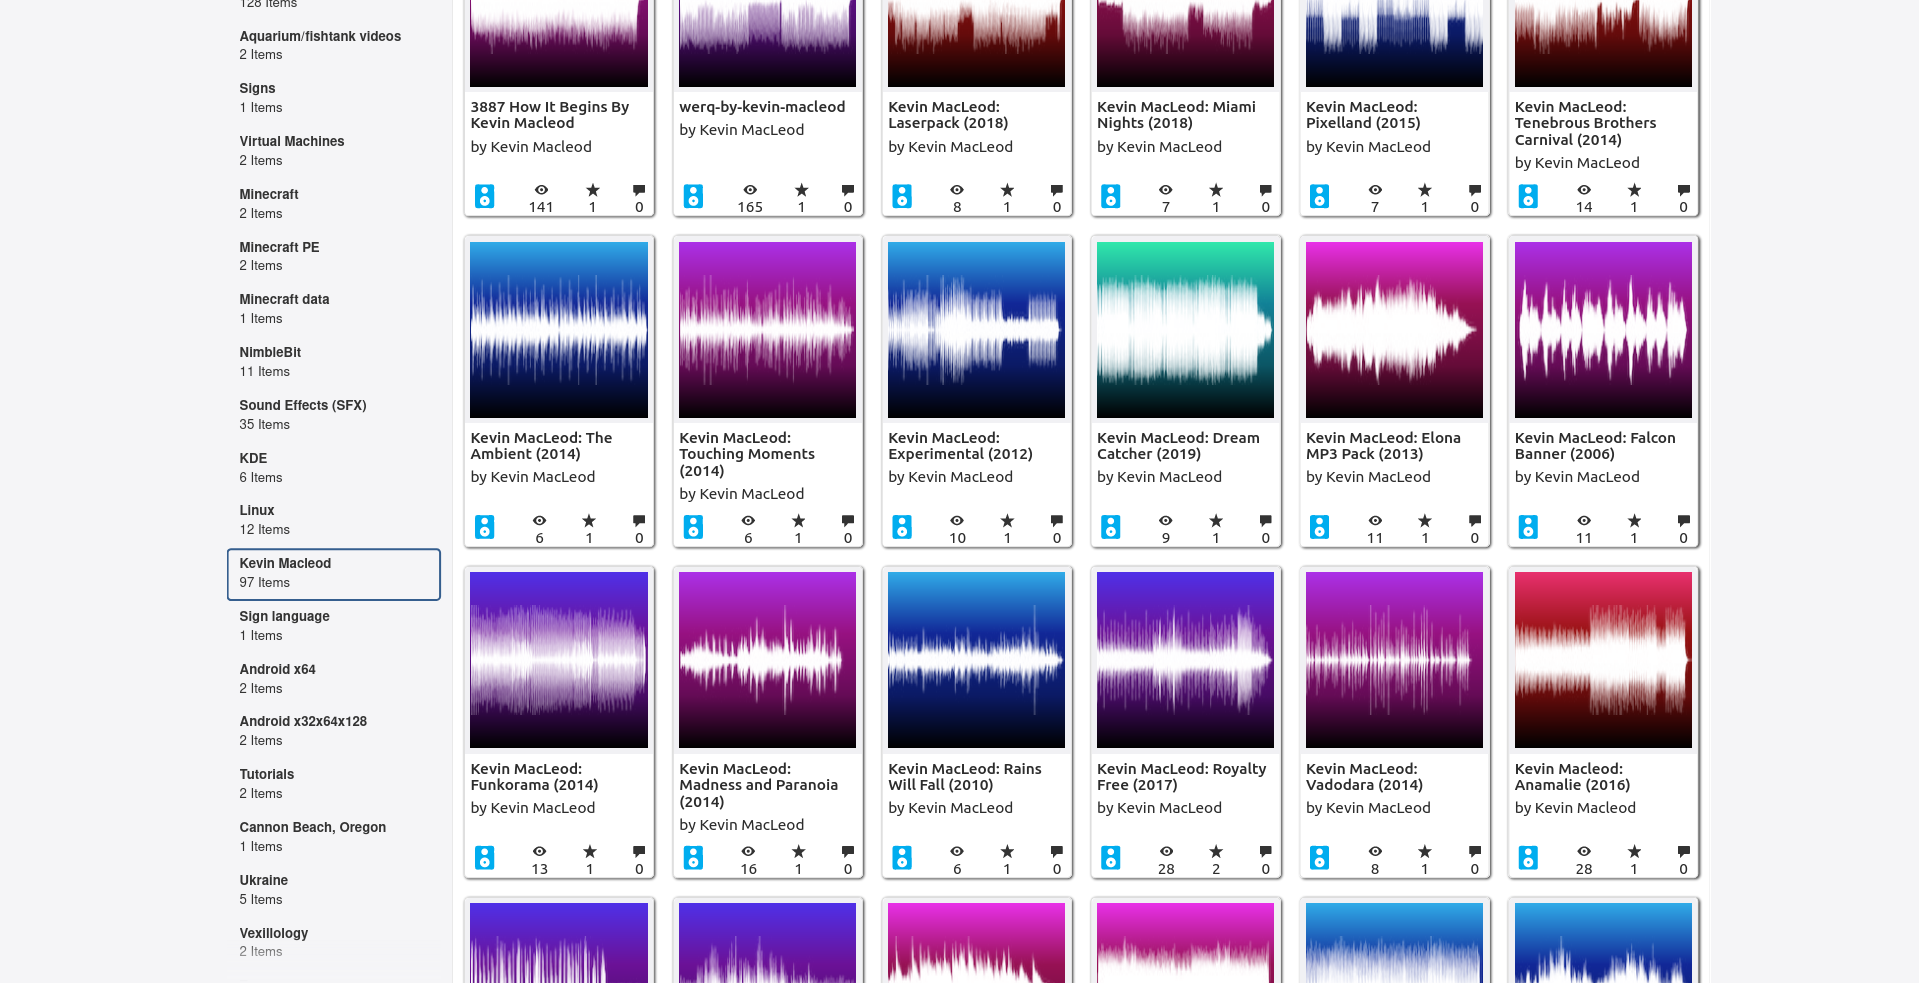 128 Items
Aquarium/fishtank videos
2 Items
Signs
1 Items
Virtual Machines
2 Items
Minecraft
2 Items
Minecraft PE
2 Items
Minecraft data
1 Items
NimbleBit
11 Items
Sound Effects (SFX)
35 Items
KDE
6 Items
Linux
12 Items
Kevin Macleod
97 Items
Sign language
1 Items
Android x64
2 Items
Android x32x64x128
2 Items
Tutorials
2 Items
Cannon Beach, Oregon
1 Items
Ukraine
5 Items
Vexillology
2 Items
3887 How It Begins By
Kevin Macleod
by Kevin Macleod
141 1 0
werq-by-kevin-macleod
by Kevin MacLeod
165 1 0
Kevin MacLeod:
Laserpack (2018)
by Kevin MacLeod
8 1 0
Kevin MacLeod: Miami
Nights (2018)
by Kevin MacLeod
7 1 0
Kevin MacLeod:
Pixelland (2015)
by Kevin MacLeod
7 1 0
Kevin MacLeod:
Tenebrous Brothers
Carnival (2014)
by Kevin MacLeod
14 1 0
Kevin MacLeod: The
Ambient (2014)
by Kevin MacLeod
6 1 0
Kevin MacLeod:
Touching Moments
(2014)
by Kevin MacLeod
6 1 0
Kevin MacLeod:
Experimental (2012)
by Kevin MacLeod
10 1 0
Kevin MacLeod: Dream
Catcher (2019)
by Kevin MacLeod
9 1 0
Kevin MacLeod: Elona
MP3 Pack (2013)
by Kevin MacLeod
11 1 0
Kevin MacLeod: Falcon
Banner (2006)
by Kevin MacLeod
11 1 0
Kevin MacLeod:
Funkorama (2014)
by Kevin MacLeod
13 1 0
Kevin MacLeod:
Madness and Paranoia
(2014)
by Kevin MacLeod
16 1 0
Kevin MacLeod: Rains
Will Fall (2010)
by Kevin MacLeod
6 1 0
Kevin MacLeod: Royalty
Free (2017)
by Kevin MacLeod
28 2 0
Kevin MacLeod:
Vadodara (2014)
by Kevin MacLeod
8 1 0
Kevin Macleod:
Anamalie (2016)
by Kevin Macleod
28 1 0